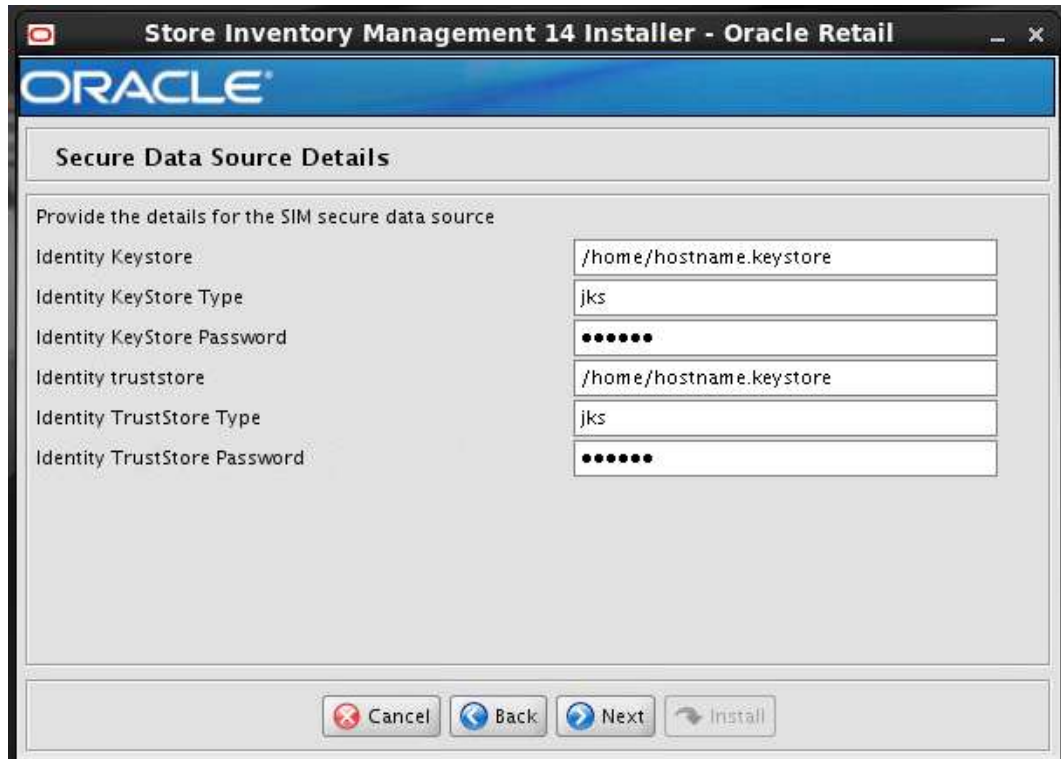 Store Inventory Management 14 Installer - Oracle Retail
ORACLE®
Secure Data Source Details
Provide the details for the SIM secure data source
Identity Keystore /home/hostname.keystore
Identity KeyStore Type jks
Identity KeyStore Password ●●●●●●
Identity truststore /home/hostname.keystore
Identity TrustStore Type jks
Identity TrustStore Password ●●●●●●
Cancel Back Next Install